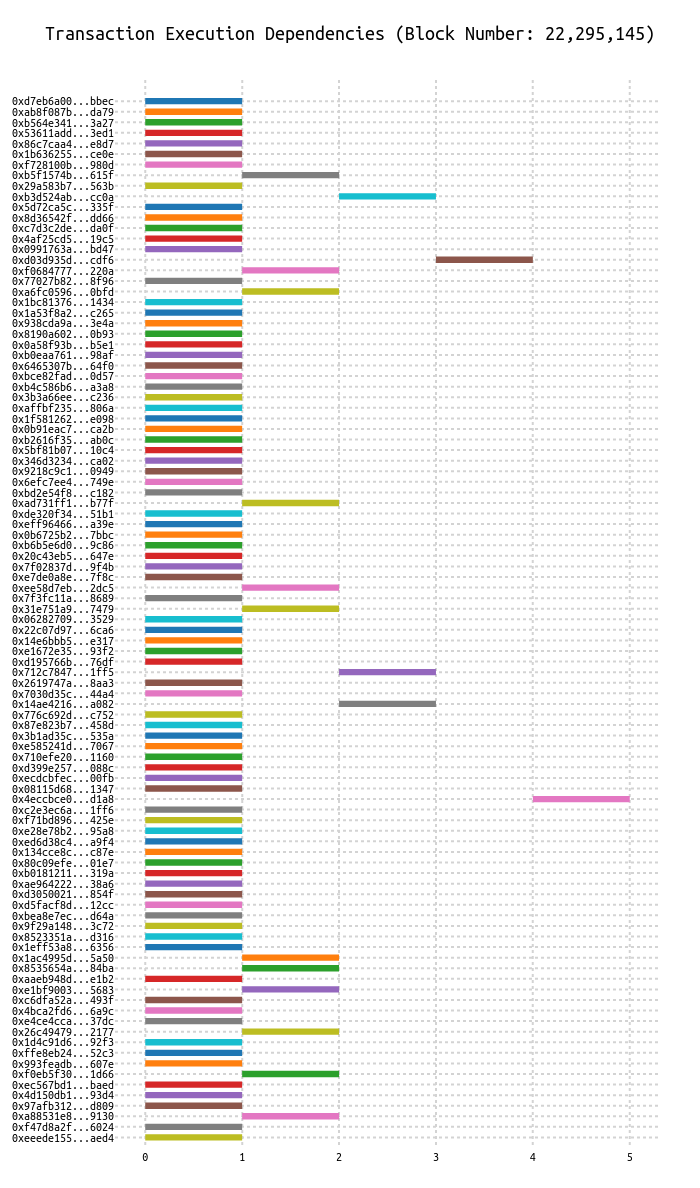 Transaction Execution Dependencies (Block Number: 22,295,145)
0xd7eb6a00...bbec
0xab8f087b...da79
0xb564e341...3a27
0x53611add...3ed1
0x86c7caa4...e8d7
0x1b636255...ce0e
0xf728100b...980d
0xb5f1574b...615f
0x29a583b7...563b
0xb3d524ab...cc0a
0x5d72ca5c...335f
0x8d36542f...dd66
0xc7d3c2de...da0f
0x4af25cd5...19c5
0x0991763a...bd47
0xd03d935d...cdf6
0xf0684777...220a
0x77027b82...8f96
0xa6fc0596...0bfd
0x1bc81376...1434
0x1a53f8a2...c265
0x938cda9a...3e4a
0x8190a602...0b93
0x0a58f93b...b5e1
0xb0eaa761...98af
0x6465307b...64f0
0xbce82fad...0d57
0xb4c586b6...a3a8
0x3b3a66ee...c236
0xaffbf235...806a
0x1f581262...e098
0x0b91eac7...ca2b
0xb2616f35...ab0c
0x5bf81b07...10c4
0x346d3234...ca02
0x9218c9c1...0949
0x6efc7ee4...749e
0xbd2e54f8...c182
0xad731ff1...b77f
0xde320f34...51b1
0xeff96466...a39e
0x0b6725b2...7bbc
0xb6b5e6d0...9c86
0x20c43eb5...647e
0x7f02837d...9f4b
0xe7de0a8e...7f8c
0xee58d7eb...2dc5
0x7f3fc11a...8689
0x31e751a9...7479
0x06282709...3529
0x22c07d97...6ca6
0x14e6bbb5...e317
0xe1672e35...93f2
0xd195766b...76df
0x712c7847...1ff5
0x2619747a...8aa3
0x7030d35c...44a4
0x14ae4216...a082
0x776c692d...c752
0x87e823b7...458d
0x3b1ad35c...535a
0xe585241d...7067
0x710efe20...1160
0xd399e257...088c
0xecdcbfec...00fb
0x08115d68...1347
0x4eccbce0...d1a8
0xc2e3ec6a...1ff6
0xf71bd896...425e
0xe28e78b2...95a8
0xed6d38c4...a9f4
0x134cce8c...c87e
0x80c09efe...01e7
0xb0181211...319a
0xae964222...38a6
0xd3050021...854f
0xd5facf8d...12cc
0xbea8e7ec...d64a
0x9f29a148...3c72
0x8523351a...d316
0x1eff53a8...6356
0x1ac4995d...5a50
0x8535654a...84ba
0xaaeb948d...e1b2
0xe1bf9003...5683
0xc6dfa52a...493f
0x4bca2fd6...6a9c
0xe4ce4cca...37dc
0x26c49479...2177
0x1d4c91d6...92f3
0xffe8eb24...52c3
0x993feadb...607e
0xf0eb5f30...1d66
0xec567bd1...baed
0x4d150db1...93d4
0x97afb312...d809
0xa88531e8...9130
0xf47d8a2f...6024
0xeeede155...aed4
0 1 2 3 4 5